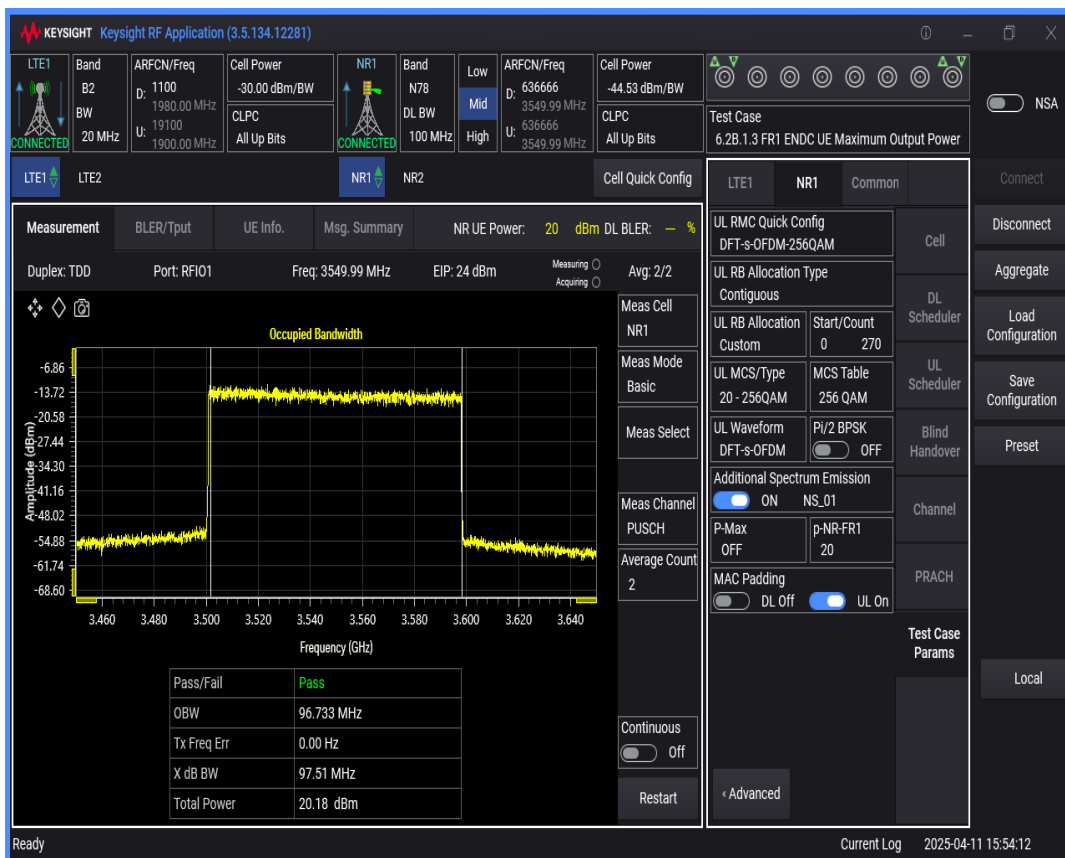 KEYSIGHT Keysight RF Application (3.5.134.12281)
LTE1
CONNECTED
Band
B2
BW
20 MHz
ARFCN/Freq
D: 1100
1980.00 MHz
U: 19100
1900.00 MHz
Cell Power
-30.00 dBm/BW
CLPC
All Up Bits
NR1
CONNECTED
Band
N78
DL BW
100 MHz
Low
Mid
High
ARFCN/Freq
D: 636666
3549.99 MHz
U: 636666
3549.99 MHz
Cell Power
-44.53 dBm/BW
CLPC
All Up Bits
Test Case
6.2B.1.3 FR1 ENDC UE Maximum Output Power
NSA
LTE1 LTE2 NR1 NR2 Cell Quick Config
Measurement BLER/Tput UE Info. Msg. Summary NR UE Power: 20 dBm DL BLER: — %
Duplex: TDD Port: RFIO1 Freq: 3549.99 MHz EIP: 24 dBm Measuring Acquiring Avg: 2/2
Occupied Bandwidth
Amplitude (dBm)
-6.86
-13.72
-20.58
-27.44
-34.30
-41.16
-48.02
-54.88
-61.74
-68.60
3.460 3.480 3.500 3.520 3.540 3.560 3.580 3.600 3.620 3.640
Frequency (GHz)
Pass/Fail Pass
OBW 96.733 MHz
Tx Freq Err 0.00 Hz
X dB BW 97.51 MHz
Total Power 20.18 dBm
Meas Cell
NR1
Meas Mode
Basic
Meas Select
Meas Channel
PUSCH
Average Count
2
Continuous
Off
Restart
LTE1 NR1 Common
UL RMC Quick Config
DFT-s-OFDM-256QAM
UL RB Allocation Type
Contiguous
UL RB Allocation
Custom
Start/Count
0 270
UL MCS/Type
20 - 256QAM
MCS Table
256 QAM
UL Waveform
DFT-s-OFDM
Pi/2 BPSK
OFF
Additional Spectrum Emission
ON NS_01
P-Max
OFF
p-NR-FR1
20
MAC Padding
DL Off UL On
‹ Advanced
Cell
DL
Scheduler
UL
Scheduler
Blind
Handover
Channel
PRACH
Test Case
Params
Connect
Disconnect
Aggregate
Load
Configuration
Save
Configuration
Preset
Local
Ready Current Log 2025-04-11 15:54:12